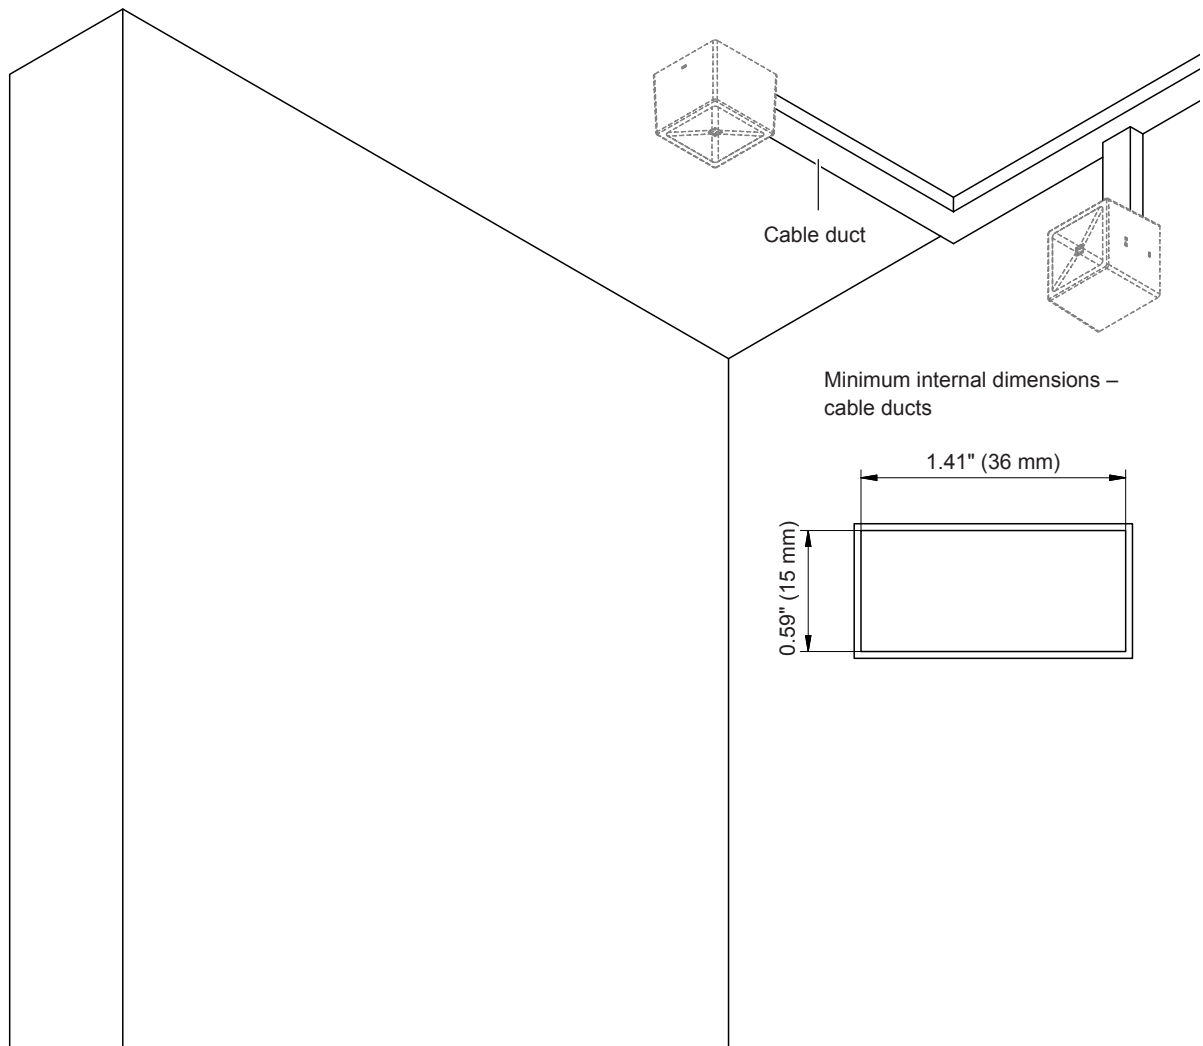 Cable duct
Minimum internal dimensions –
cable ducts
1.41" (36 mm)
0.59" (15 mm)